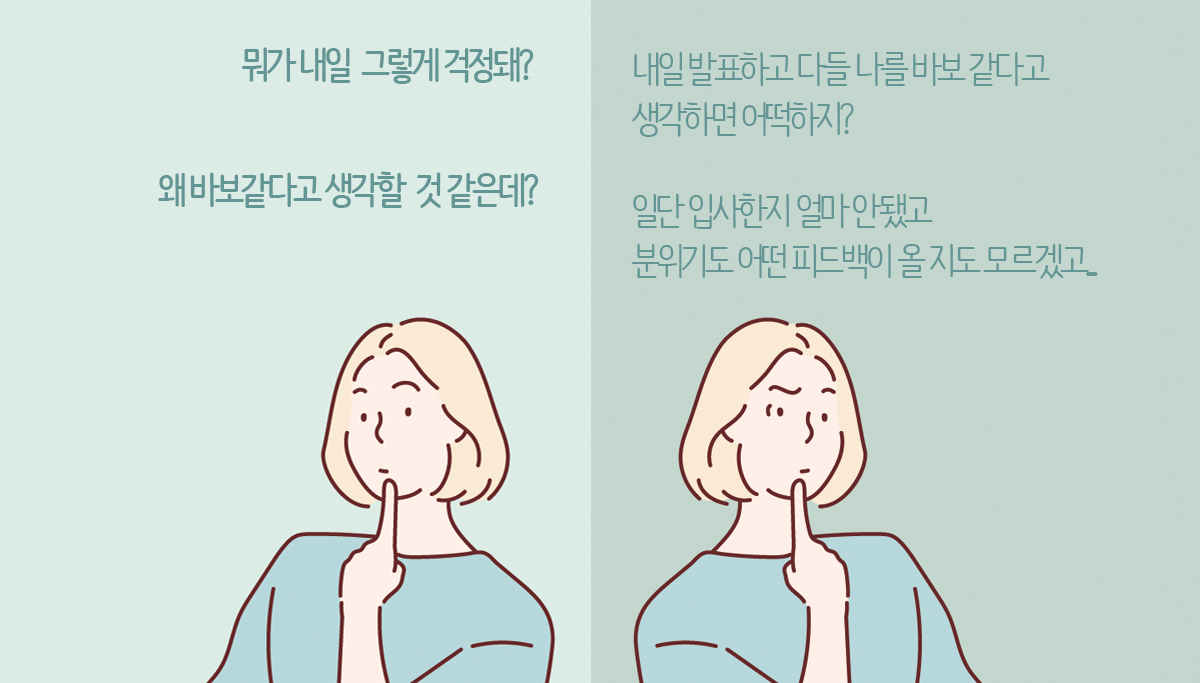 뭐가 내일 그렇게 걱정돼?
왜 바보같다고 생각할 것 같은데?
내일 발표하고 다들 나를 바보 같다고
생각하면 어떡하지?
일단 입사한지 얼마 안됐고
분위기도 어떤 피드백이 올 지도 모르겠고...